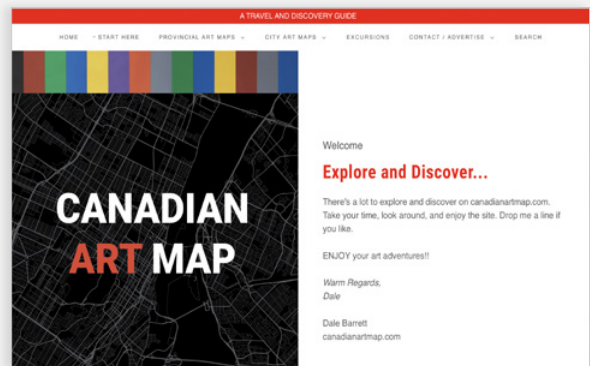 A TRAVEL AND DISCOVERY GUIDE
HOME - START HERE PROVINCIAL ART MAPS CITY ART MAPS EXCURSIONS CONTACT / ADVERTISE SEARCH
CANADIAN
ART MAP
Welcome
Explore and Discover...
There's a lot to explore and discover on canadianartmap.com.
Take your time, look around, and enjoy the site. Drop me a line if
you like.
ENJOY your art adventures!!
Warm Regards,
Dale
Dale Barrett
canadianartmap.com